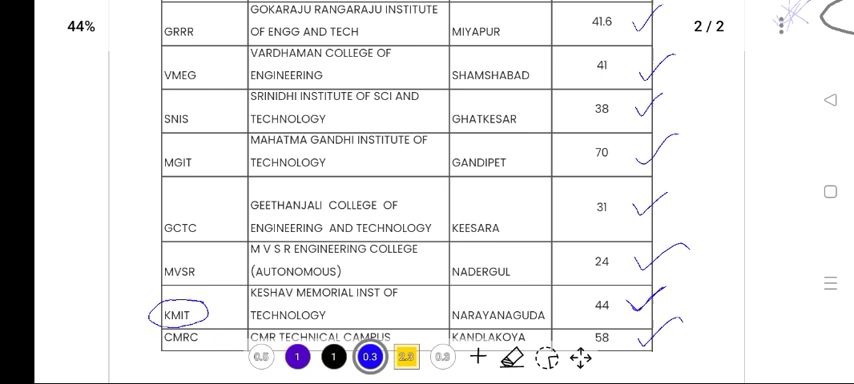 44%
2 / 2
GRRR GOKARAJU RANGARAJU INSTITUTE
OF ENGG AND TECH MIYAPUR 41.6
VMEG VARDHAMAN COLLEGE OF
ENGINEERING SHAMSHABAD 41
SNIS SRINIDHI INSTITUTE OF SCI AND
TECHNOLOGY GHATKESAR 38
MGIT MAHATMA GANDHI INSTITUTE OF
TECHNOLOGY GANDIPET 70
GCTC GEETHANJALI COLLEGE OF
ENGINEERING AND TECHNOLOGY KEESARA 31
MVSR M V S R ENGINEERING COLLEGE
(AUTONOMOUS) NADERGUL 24
KMIT KESHAV MEMORIAL INST OF
TECHNOLOGY NARAYANAGUDA 44
CMRC CMR TECHNICAL CAMPUS KANDLAKOYA 58
0.5 1 1 0.3 2.3 0.3